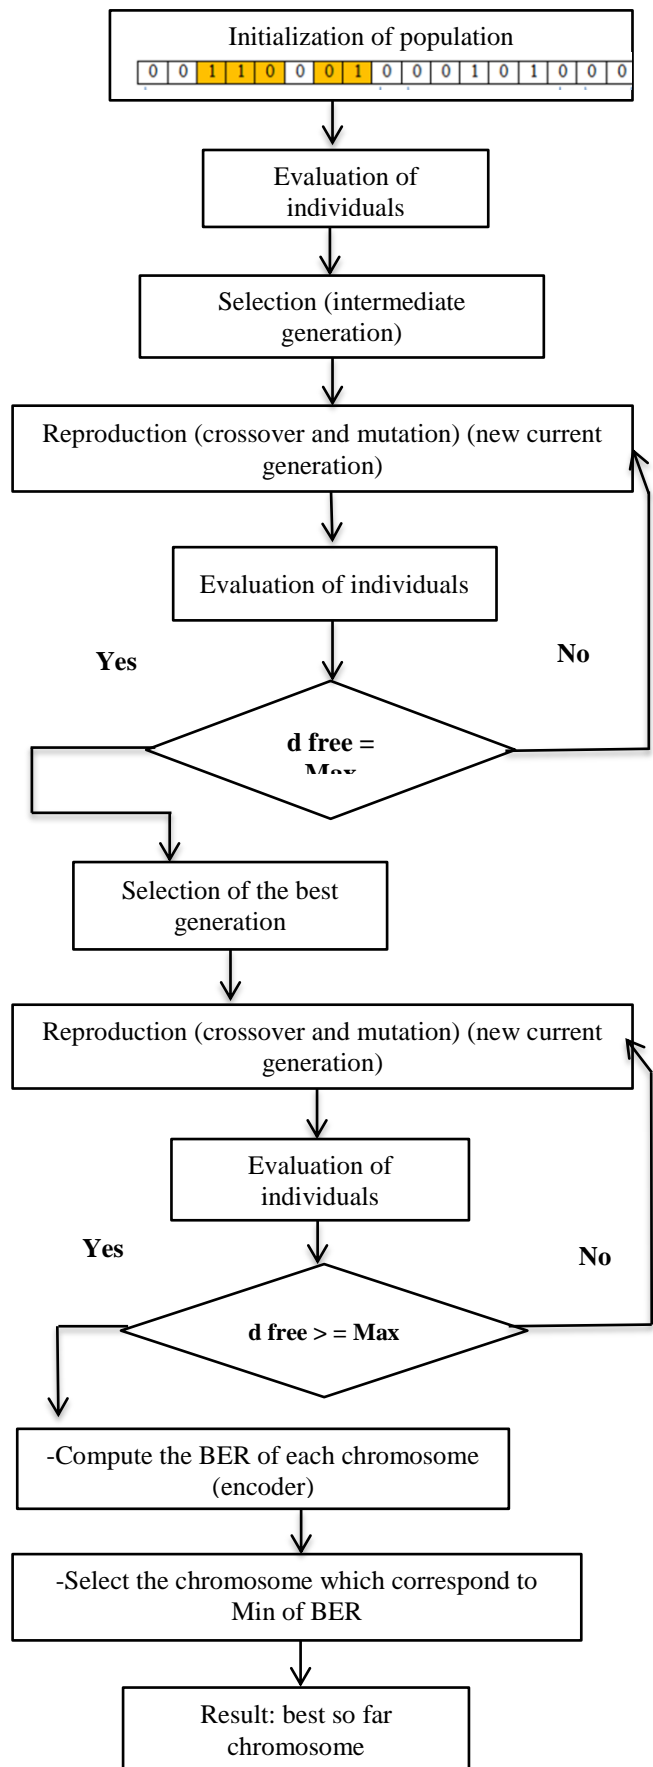 Initialization of population
0 0 1 1 0 0 0 1 0 0 0 1 0 1 0 0 0
Evaluation of
individuals
Selection (intermediate
generation)
Reproduction (crossover and mutation) (new current
generation)
Evaluation of individuals
Yes
No
d free =
Max
Selection of the best
generation
Reproduction (crossover and mutation) (new current
generation)
Evaluation of
individuals
Yes
No
d free > = Max
-Compute the BER of each chromosome
(encoder)
-Select the chromosome which correspond to
Min of BER
Result: best so far
chromosome